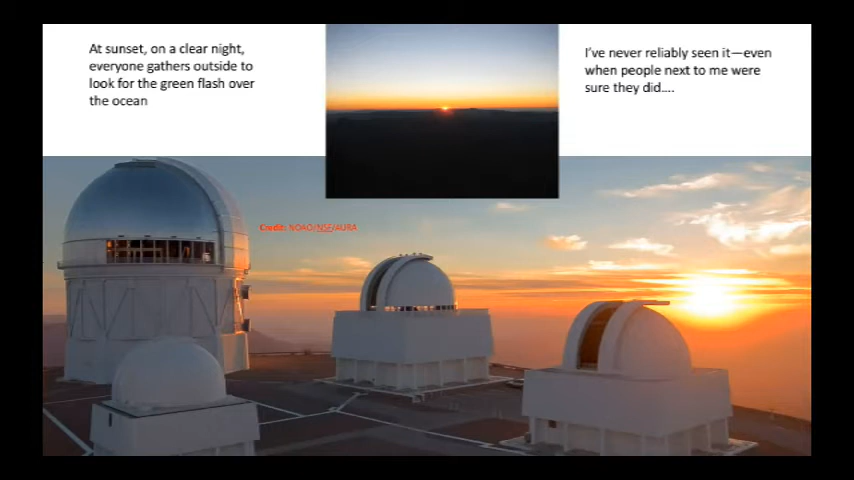 At sunset, on a clear night,
everyone gathers outside to
look for the green flash over
the ocean
I've never reliably seen it—even
when people next to me were
sure they did....
Credit: NOAO/NSF/AURA